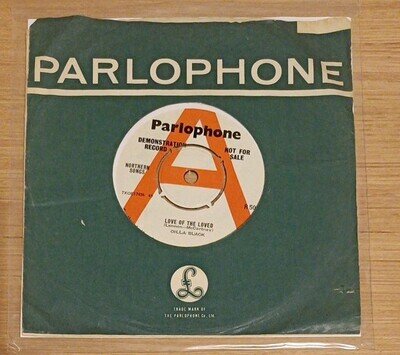 PARLOPHONE
Parlophone
DEMONSTRATION
RECORD
NOT FOR
SALE
NORTHERN
SONGS
LOVE OF THE LOVED
(Lennon—McCartney)
CILLA BLACK
£
TRADE MARK OF
THE PARLOPHONE Co. LTD.